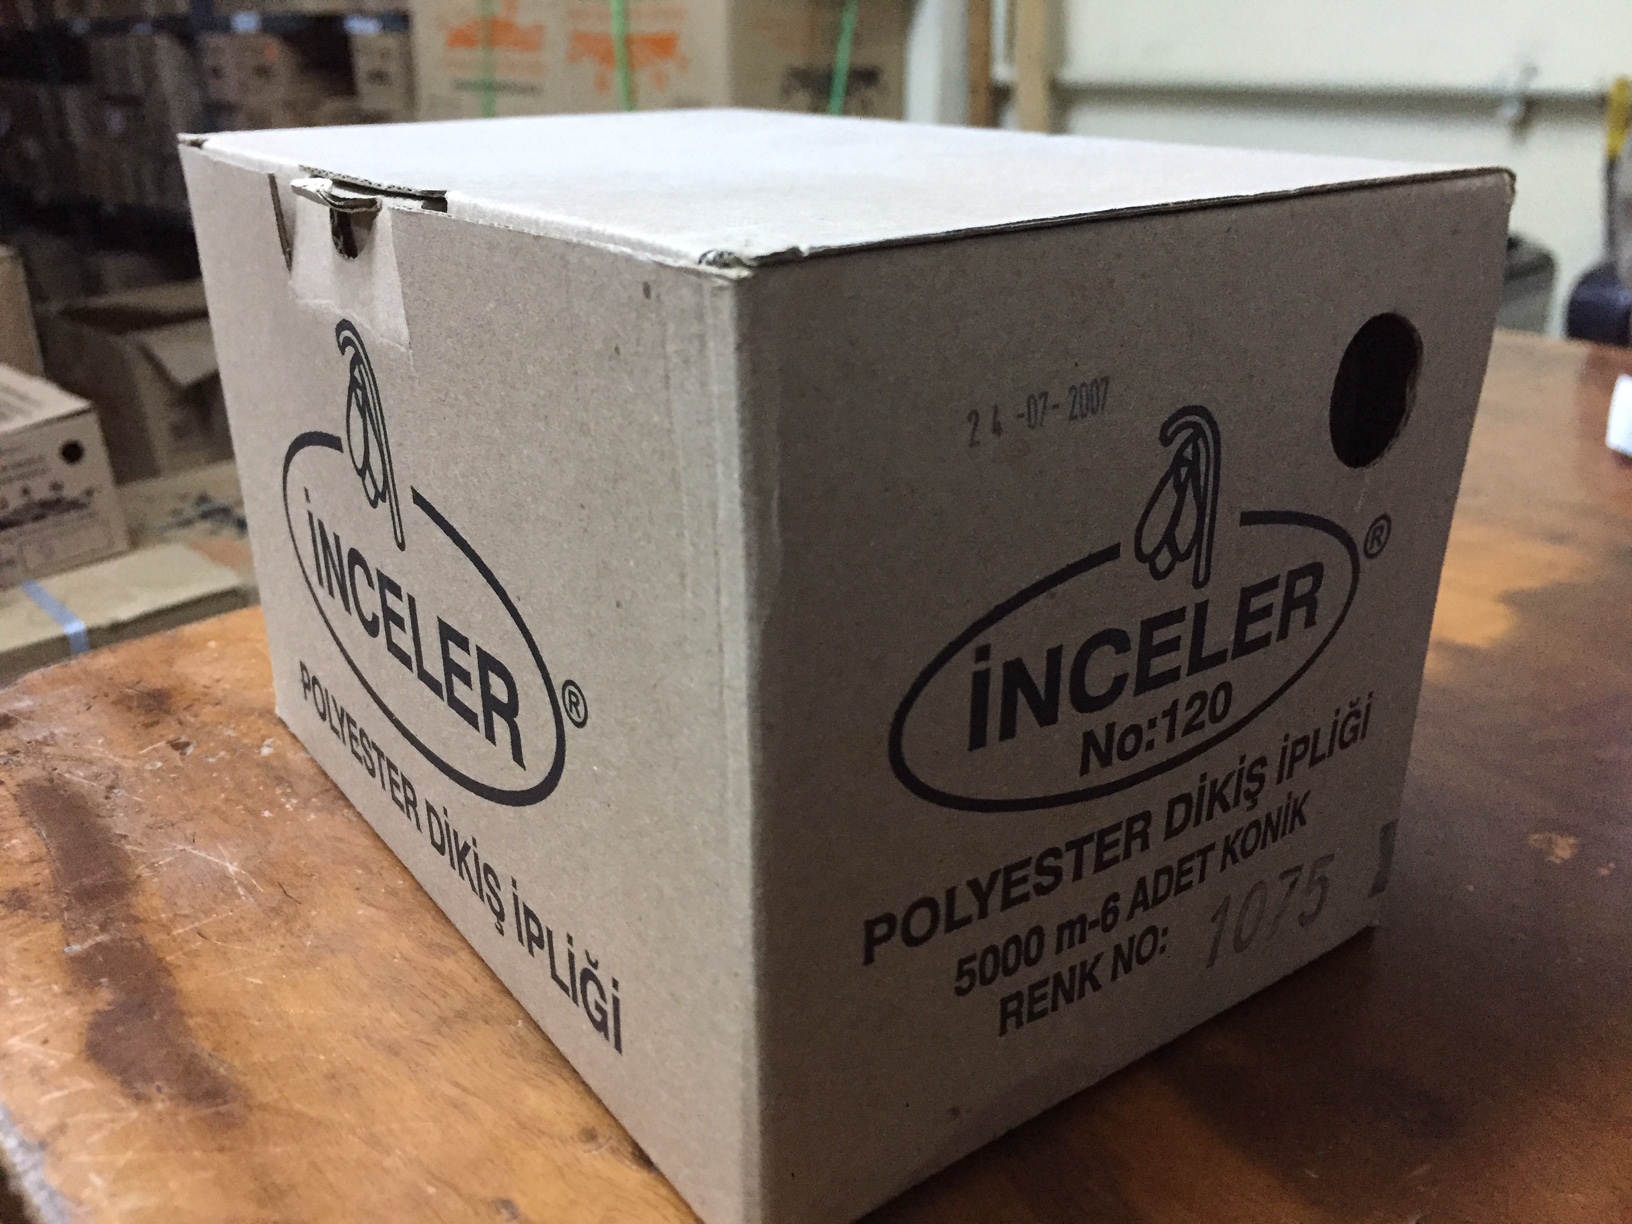 İNCELER ®
POLYESTER DİKİŞ İPLİĞİ
24-07-2007
İNCELER ®
No:120
POLYESTER DİKİŞ İPLİĞİ
5000 m-6 ADET KONİK
RENK NO: 1075